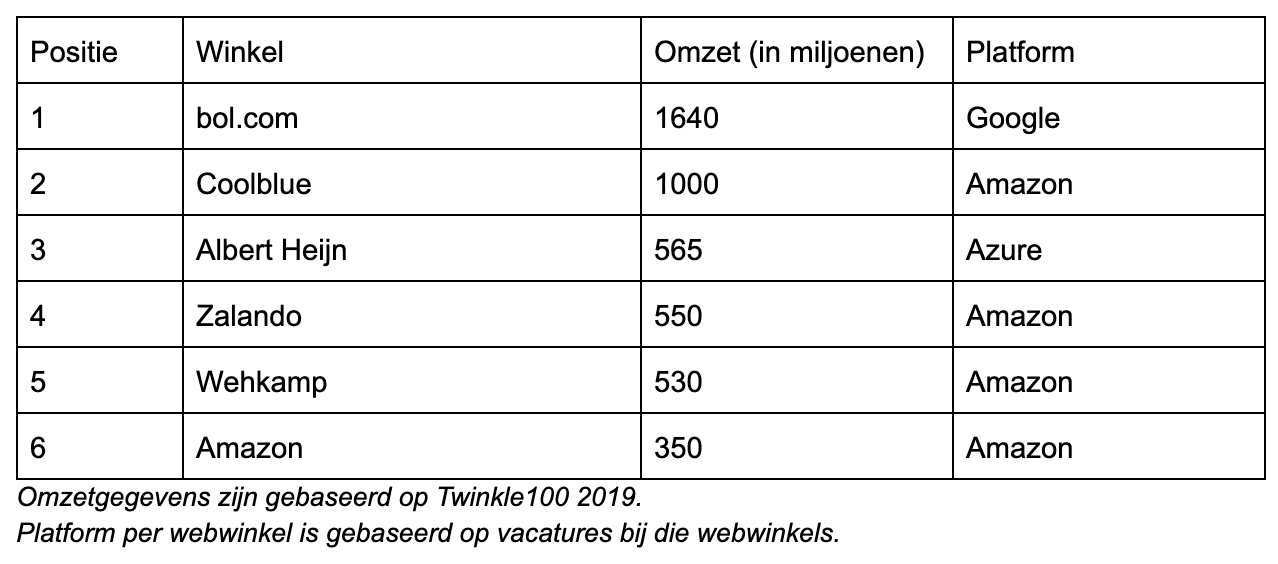 Positie Winkel Omzet (in miljoenen) Platform
1 bol.com 1640 Google
2 Coolblue 1000 Amazon
3 Albert Heijn 565 Azure
4 Zalando 550 Amazon
5 Wehkamp 530 Amazon
6 Amazon 350 Amazon
Omzetgegevens zijn gebaseerd op Twinkle100 2019.
Platform per webwinkel is gebaseerd op vacatures bij die webwinkels.